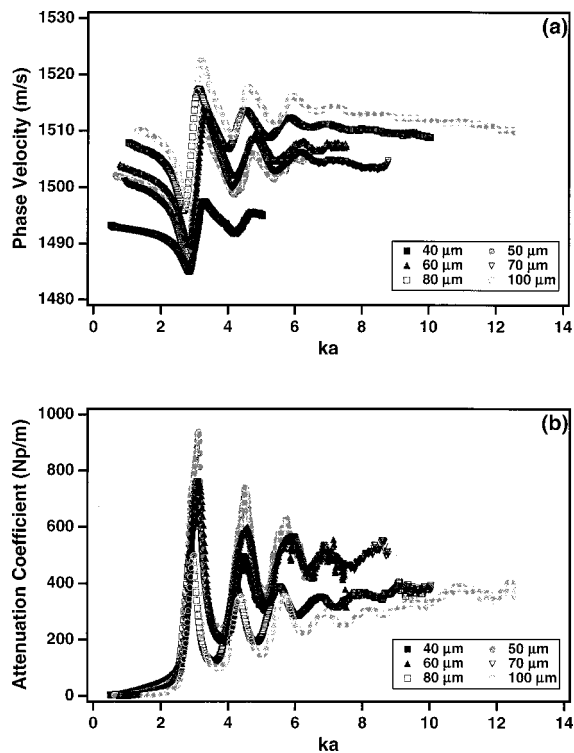 (a)
1530
1520
1510
1500
1490
1480
Phase Velocity (m/s)
40 µm 50 µm
60 µm 70 µm
80 µm 100 µm
0 2 4 6 8 10 12 14
ka
(b)
1000
800
600
400
200
0
Attenuation Coefficient (Np/m)
40 µm 50 µm
60 µm 70 µm
80 µm 100 µm
0 2 4 6 8 10 12 14
ka